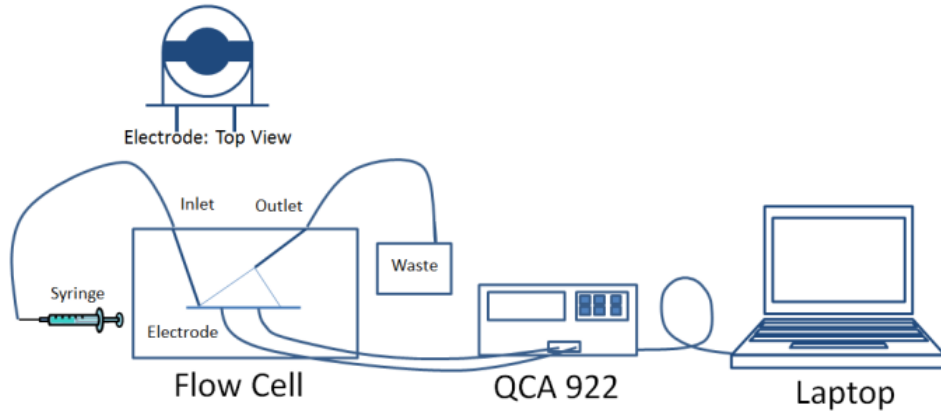 Electrode: Top View
Inlet
Outlet
Waste
Syringe
Electrode
Flow Cell
QCA 922
Laptop